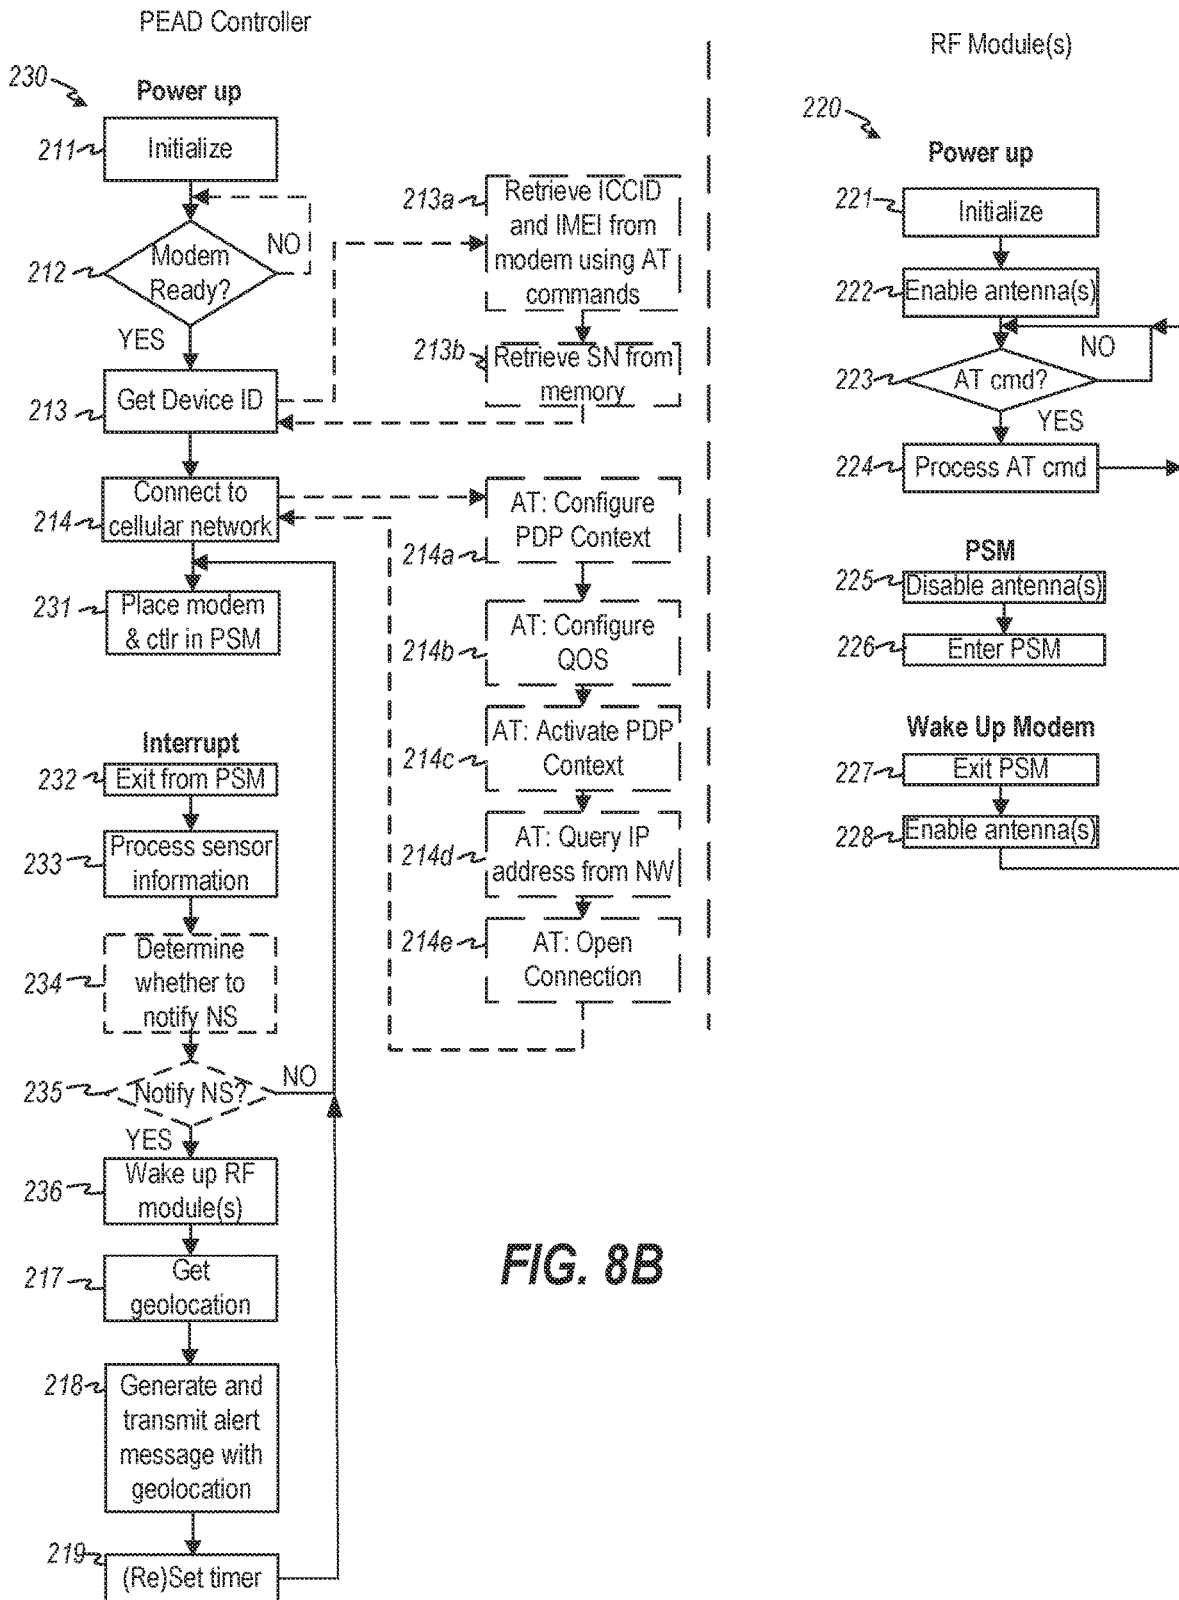 PEAD Controller
230
Power up
211
Initialize
212
Modem
Ready?
NO
YES
213
Get Device ID
214
Connect to
cellular network
231
Place modem
& ctlr in PSM
Interrupt
232
Exit from PSM
233
Process sensor
information
234
Determine
whether to
notify NS
235
Notify NS?
NO
YES
236
Wake up RF
module(s)
217
Get
geolocation
218
Generate and
transmit alert
message with
geolocation
219
(Re)Set timer
213a
Retrieve ICCID
and IMEI from
modem using AT
commands
213b
Retrieve SN from
memory
214a
AT: Configure
PDP Context
214b
AT: Configure
QOS
214c
AT: Activate PDP
Context
214d
AT: Query IP
address from NW
214e
AT: Open
Connection
FIG. 8B
RF Module(s)
220
Power up
221
Initialize
222
Enable antenna(s)
223
AT cmd?
NO
YES
224
Process AT cmd
PSM
225
Disable antenna(s)
226
Enter PSM
Wake Up Modem
227
Exit PSM
228
Enable antenna(s)